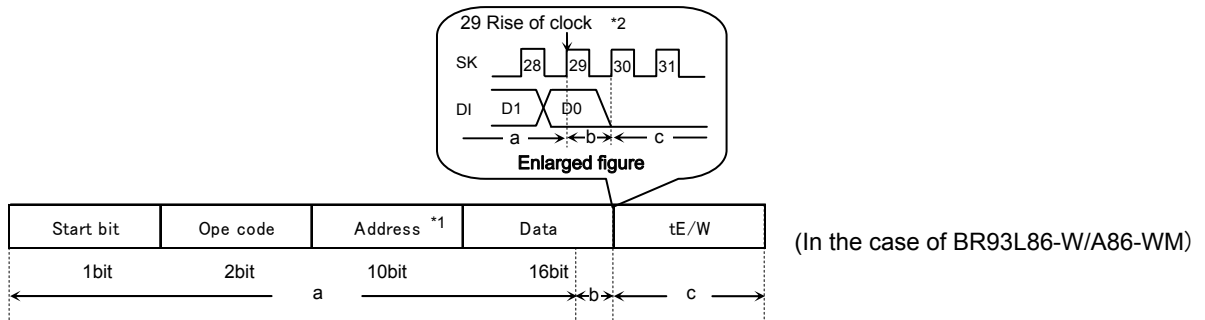 29 Rise of clock *2
SK 28 29 30 31
DI D1 D0
a b c
Enlarged figure
Start bit Ope code Address *1 Data tE/W
(In the case of BR93L86-W/A86-WM）
1bit 2bit 10bit 16bit
a b c